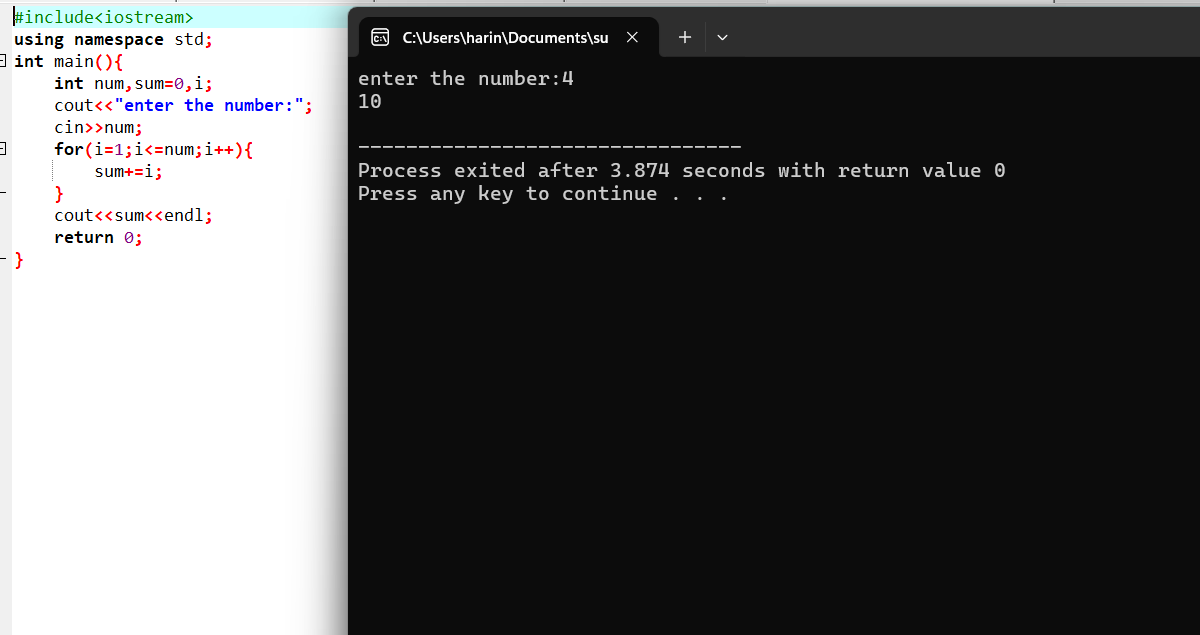 #include<iostream>
using namespace std;
int main(){
    int num,sum=0,i;
    cout<<"enter the number:";
    cin>>num;
    for(i=1;i<=num;i++){
        sum+=i;
    }
    cout<<sum<<endl;
    return 0;
}
C:\Users\harin\Documents\su
enter the number:4
10
--------------------------------
Process exited after 3.874 seconds with return value 0
Press any key to continue . . .